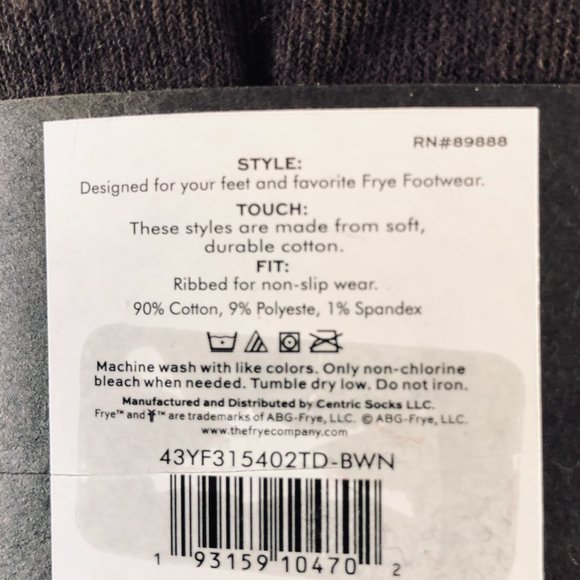 RN#89888
STYLE:
Designed for your feet and favorite Frye Footwear.
TOUCH:
These styles are made from soft,
durable cotton.
FIT:
Ribbed for non-slip wear.
90% Cotton, 9% Polyeste, 1% Spandex
Machine wash with like colors. Only non-chlorine
bleach when needed. Tumble dry low. Do not iron.
Manufactured and Distributed by Centric Socks LLC.
Frye™ and ™ are trademarks of ABG-Frye, LLC. © ABG-Frye, LLC.
www.thefryecompany.com
43YF315402TD-BWN
1 93159 10470 2